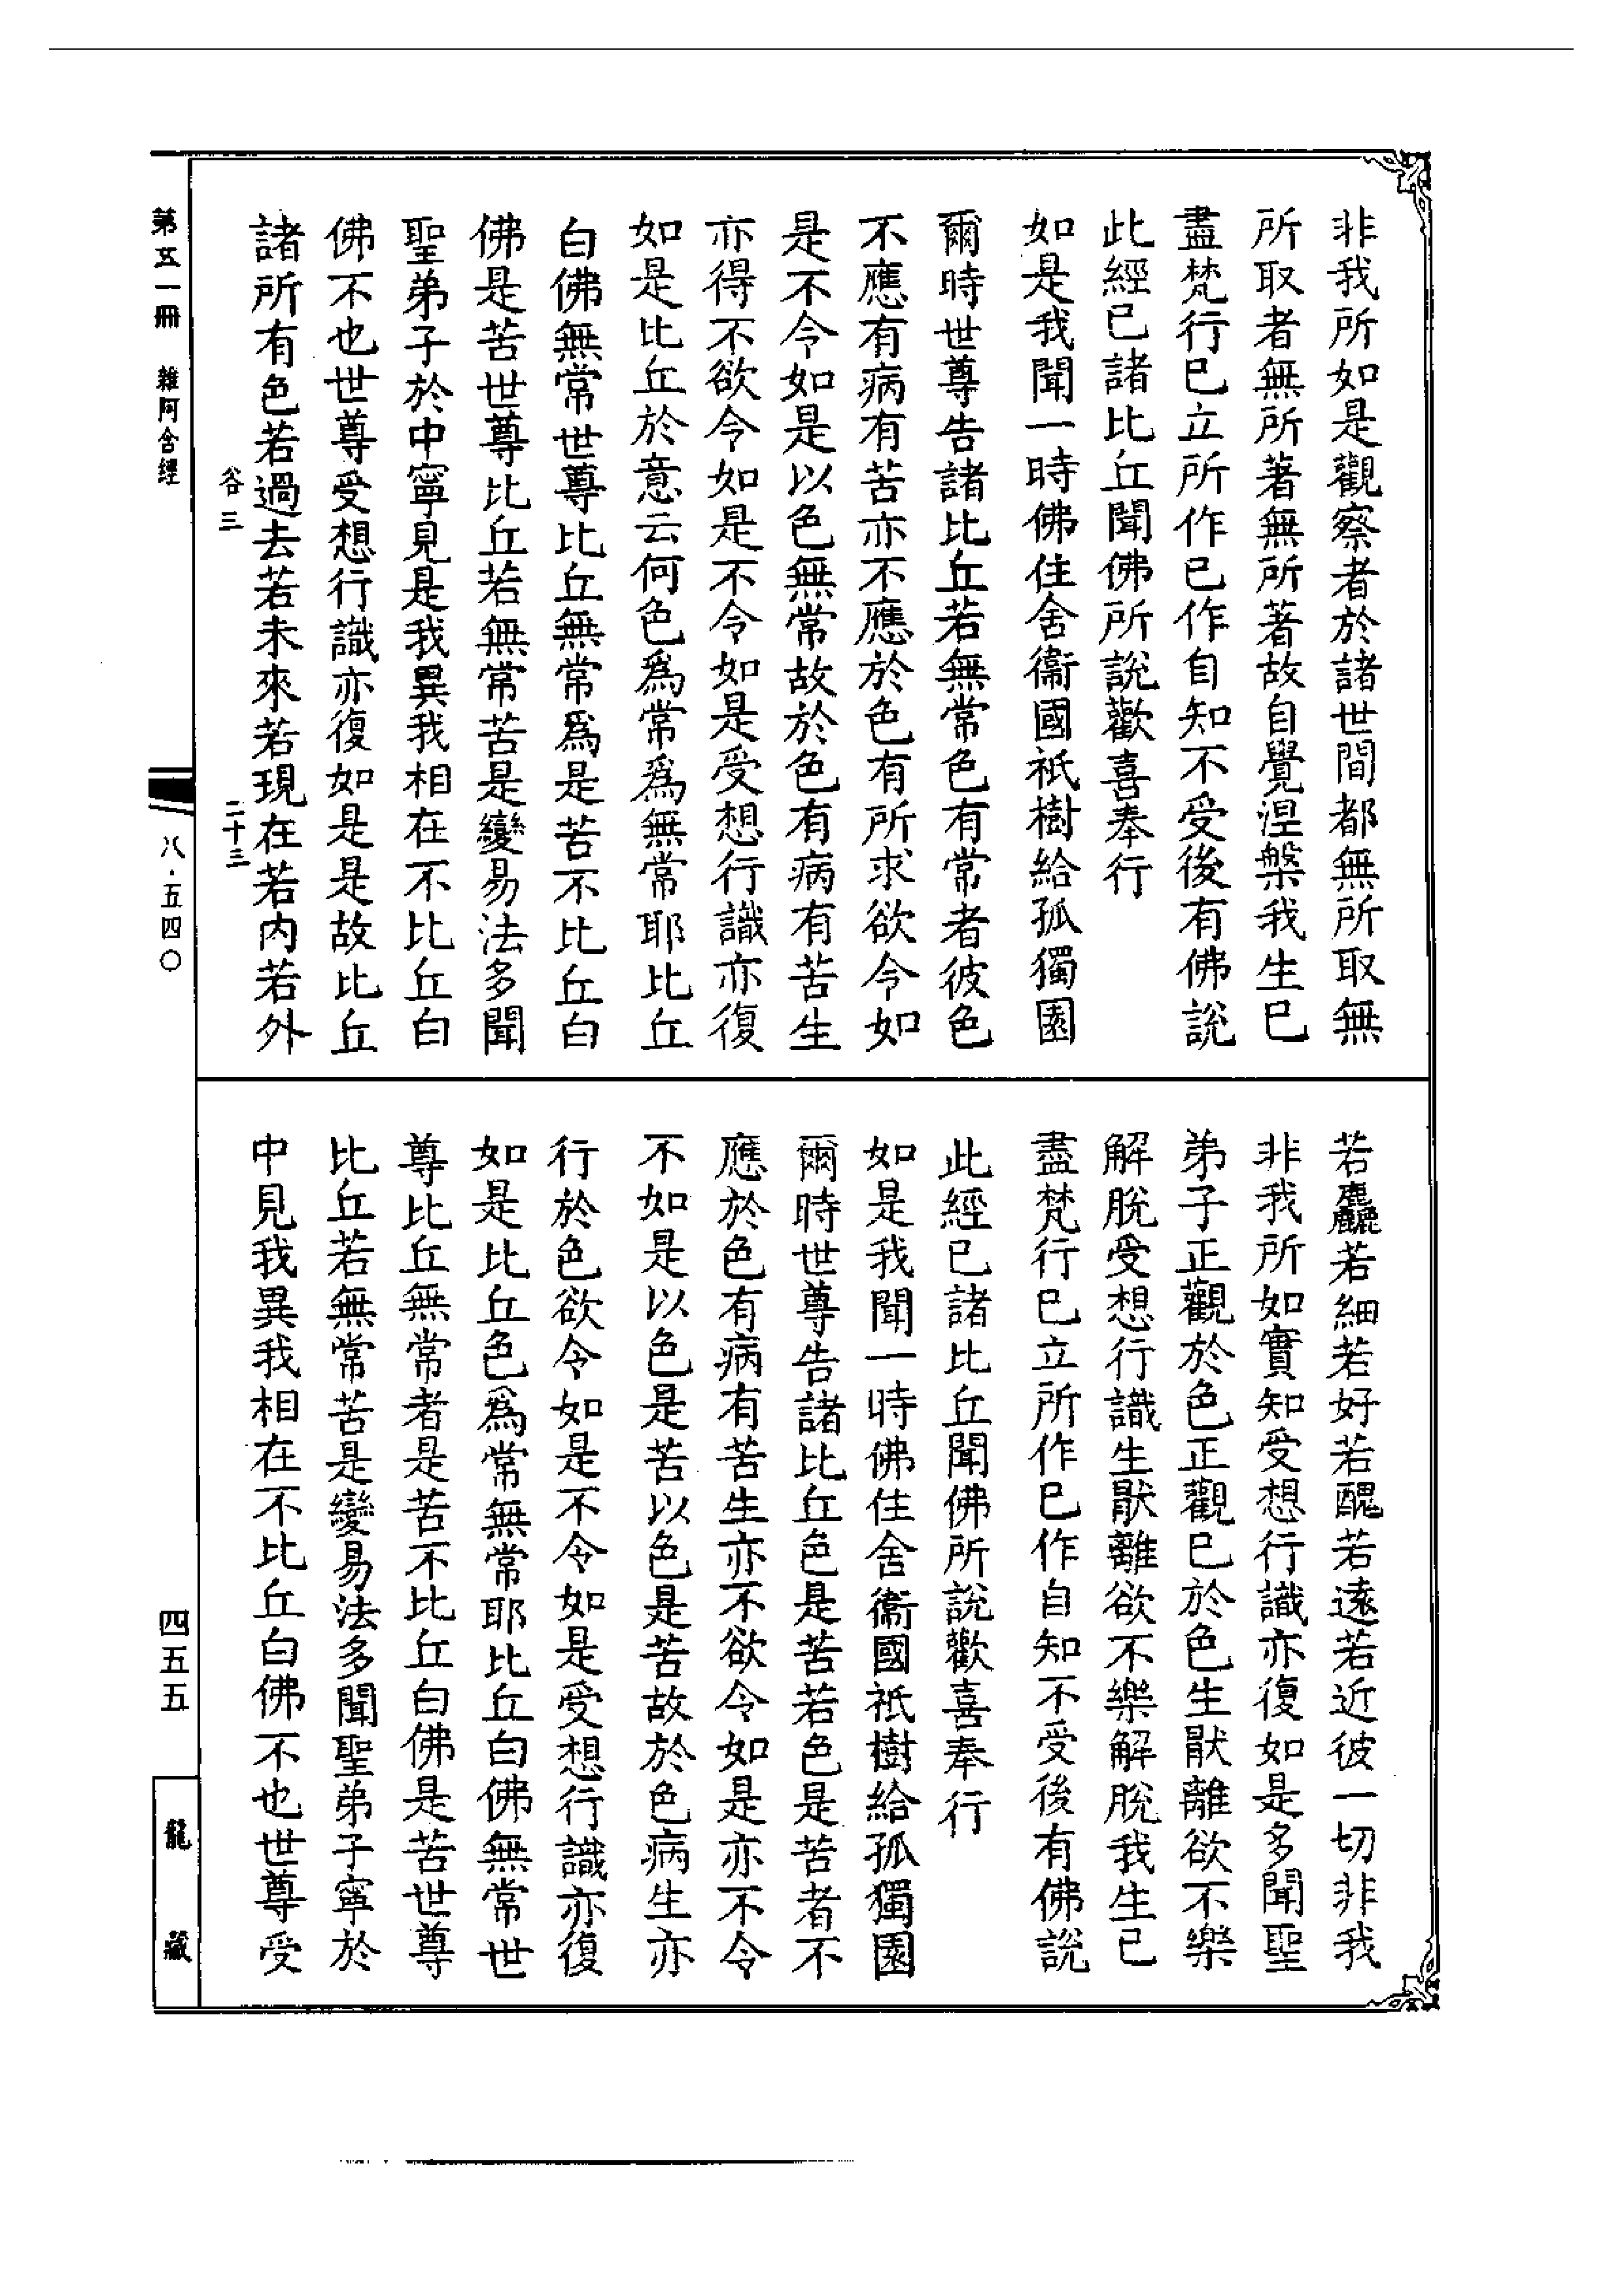 非我所如是觀察者於諸世間都無所取無
所取者無所著無所著故自覺涅槃我生已
盡梵行已立所作已作自知不受後有佛說
此經已諸比丘聞佛所說歡喜奉行
如是我聞一時佛住舍衞國祇樹給孤獨園
爾時世尊告諸比丘若無常色有常者彼色
不應有病有苦亦不應於色有所求欲令如
是不令如是以色無常故於色有病有苦生
亦得不欲令如是不令如是受想行識亦復
如是比丘於意云何色爲常爲無常耶比丘
白佛無常世尊比丘無常爲是苦不比丘白
佛是苦世尊比丘若無常苦是變易法多聞
聖弟子於中寧見是我異我相在不比丘白
佛不也世尊受想行識亦復如是是故比丘
諸所有色若過去若未來若現在若內若外
若麤若細若好若醜若遠若近彼一切非我
非我所如實知受想行識亦復如是多聞聖
弟子正觀於色正觀已於色生厭離欲不樂
解脫受想行識生厭離欲不樂解脫我生已
盡梵行已立所作已作自知不受後有佛說
此經已諸比丘聞佛所說歡喜奉行
如是我聞一時佛住舍衞國祇樹給孤獨園
爾時世尊告諸比丘色是苦若色是苦者不
應於色有病有苦生亦不欲令如是亦不令
不如是以色是苦以色是苦故於色病生亦
行於色欲令如是不令如是受想行識亦復
如是比丘色爲常無常耶比丘白佛無常世
尊比丘無常者是苦不比丘白佛是苦世尊
比丘若無常苦是變易法多聞聖弟子寧於
中見我異我相在不比丘白佛不也世尊受
谷三 二十三
第五一冊 雜阿含經 八·五四〇 四五五 龍藏